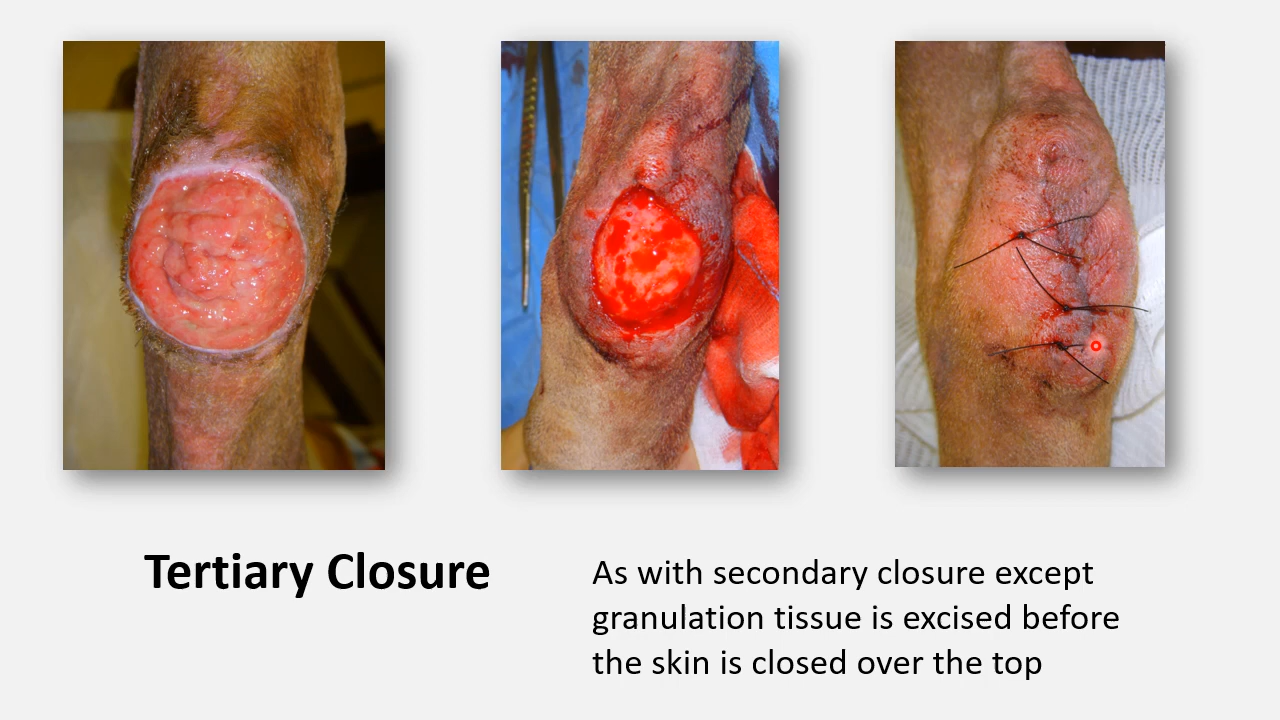 Tertiary Closure
As with secondary closure except
granulation tissue is excised before
the skin is closed over the top